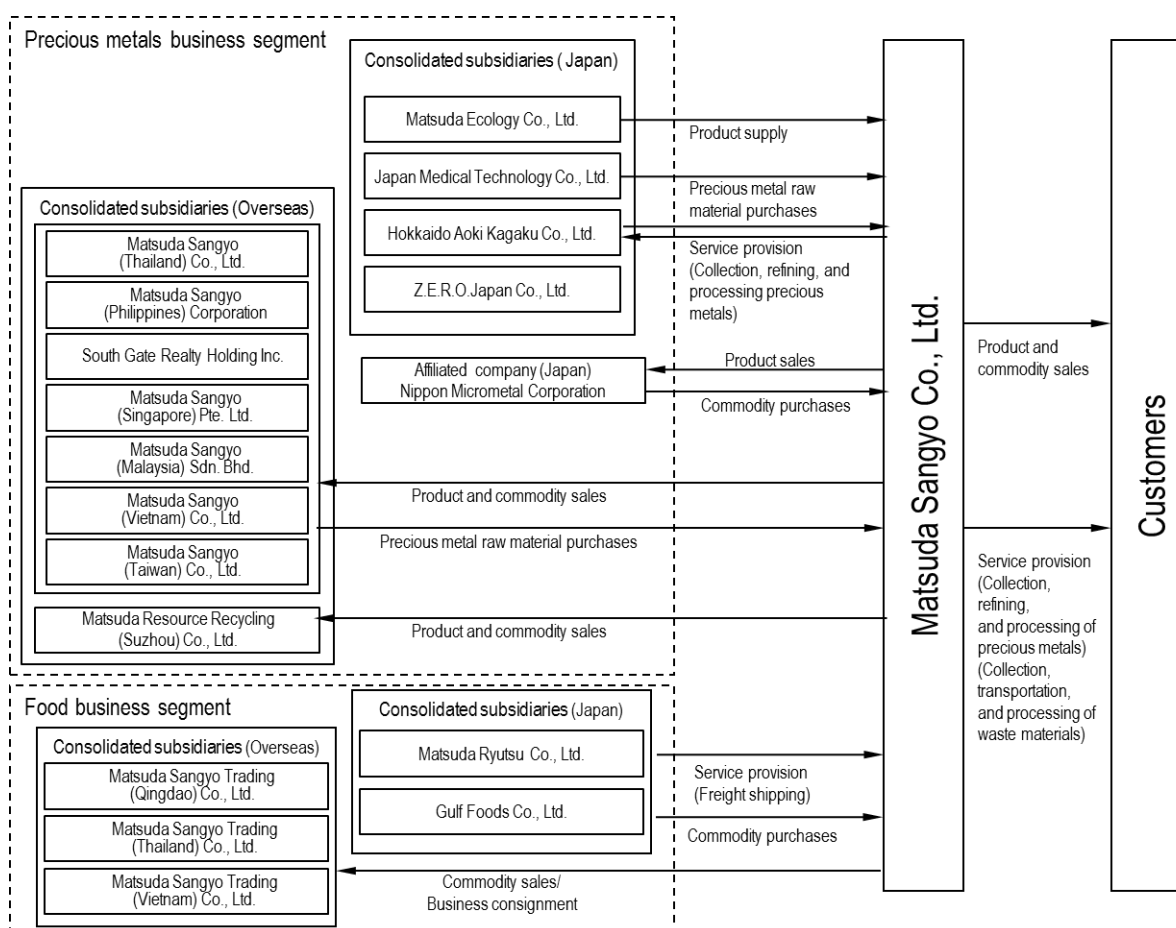 Precious metals business segment
Consolidated subsidiaries ( Japan)
Matsuda Ecology Co., Ltd.
Product supply
Japan Medical Technology Co., Ltd.
Precious metal raw
material purchases
Hokkaido Aoki Kagaku Co., Ltd.
Service provision
(Collection, refining, and
processing precious
metals)
Z.E.R.O.Japan Co., Ltd.
Affiliated company (Japan)
Nippon Micrometal Corporation
Product sales
Commodity purchases
Consolidated subsidiaries (Overseas)
Matsuda Sangyo
(Thailand) Co., Ltd.
Matsuda Sangyo
(Philippines) Corporation
South Gate Realty Holding Inc.
Matsuda Sangyo
(Singapore) Pte. Ltd.
Matsuda Sangyo
(Malaysia) Sdn. Bhd.
Matsuda Sangyo
(Vietnam) Co., Ltd.
Matsuda Sangyo
(Taiwan) Co., Ltd.
Product and commodity sales
Precious metal raw material purchases
Matsuda Resource Recycling
(Suzhou) Co., Ltd.
Product and commodity sales
Food business segment
Consolidated subsidiaries (Japan)
Matsuda Ryutsu Co., Ltd.
Service provision
(Freight shipping)
Gulf Foods Co., Ltd.
Commodity purchases
Consolidated subsidiaries (Overseas)
Matsuda Sangyo Trading
(Qingdao) Co., Ltd.
Matsuda Sangyo Trading
(Thailand) Co., Ltd.
Matsuda Sangyo Trading
(Vietnam) Co., Ltd.
Commodity sales/
Business consignment
Matsuda Sangyo Co., Ltd.
Product and
commodity sales
Service provision
(Collection,
refining,
and processing of
precious metals)
(Collection,
transportation,
and processing of
waste materials)
Customers